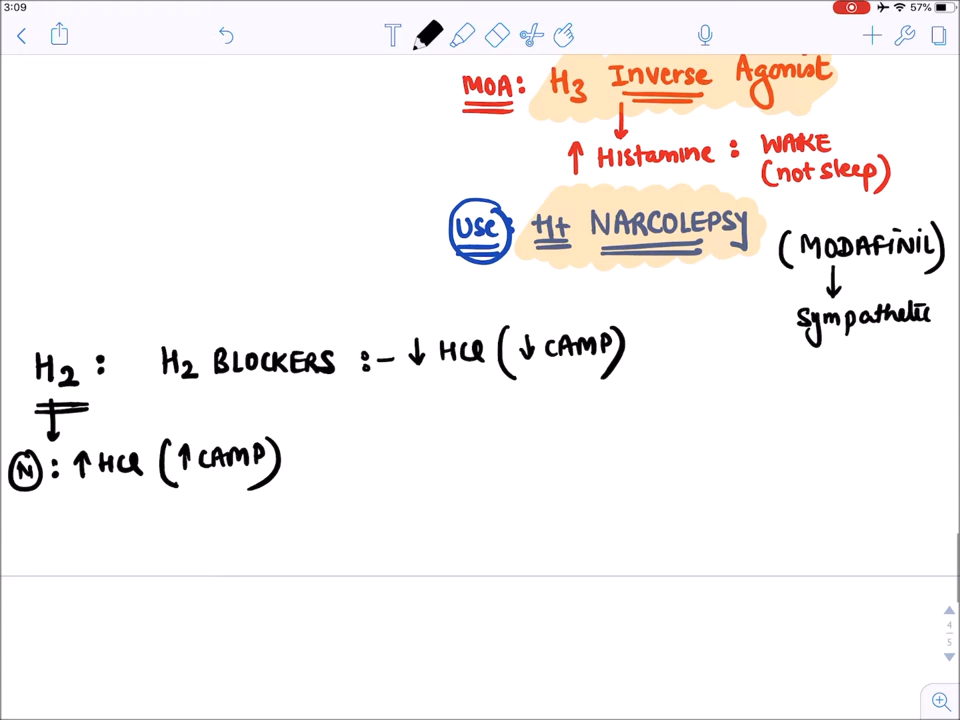 3:09
57%
T
MOA: H3 Inverse Agonist
↑ Histamine : WAKE
(not sleep)
USE: Ht NARCOLEPSY
(MODAFINIL)
↓
Sympathetic
H2 : H2 BLOCKERS :- ↓ HCl (↓ CAMP)
↓
N : ↑ HCl (↑ CAMP)
4
5